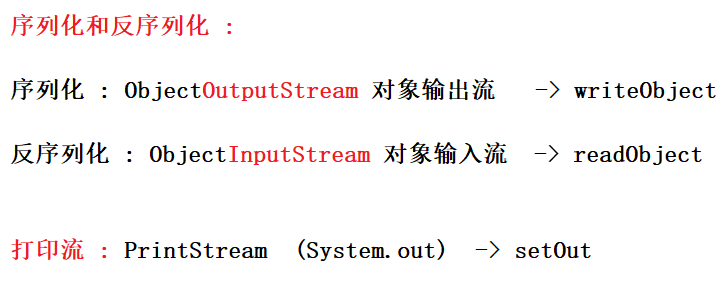 序列化和反序列化 :
序列化 : ObjectOutputStream 对象输出流 -> writeObject
反序列化 : ObjectInputStream 对象输入流 -> readObject
打印流 : PrintStream (System.out) -> setOut